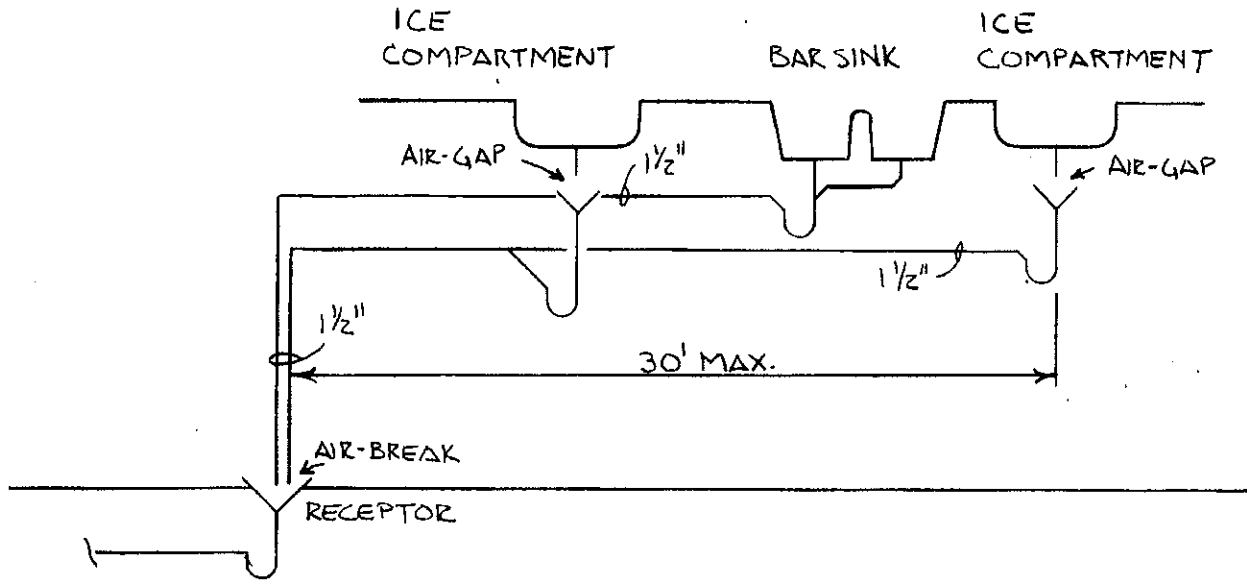 ICE
COMPARTMENT
BAR SINK
ICE
COMPARTMENT
AIR-GAP
1½"
AIR-GAP
1½"
1½"
30' MAX.
AIR-BREAK
RECEPTOR